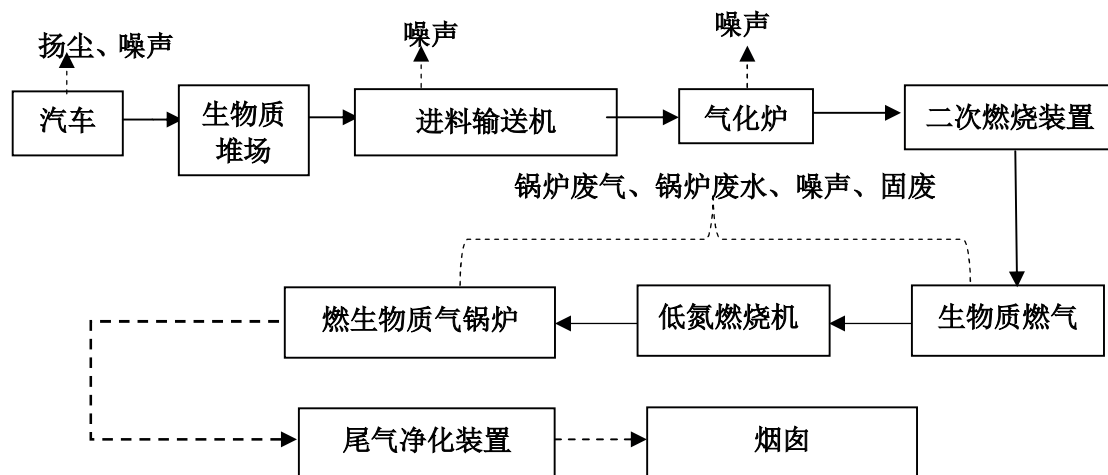 扬尘、噪声
噪声
噪声
汽车
生物质
堆场
进料输送机
气化炉
二次燃烧装置
锅炉废气、锅炉废水、噪声、固废
燃生物质气锅炉
低氮燃烧机
生物质燃气
尾气净化装置
烟囱